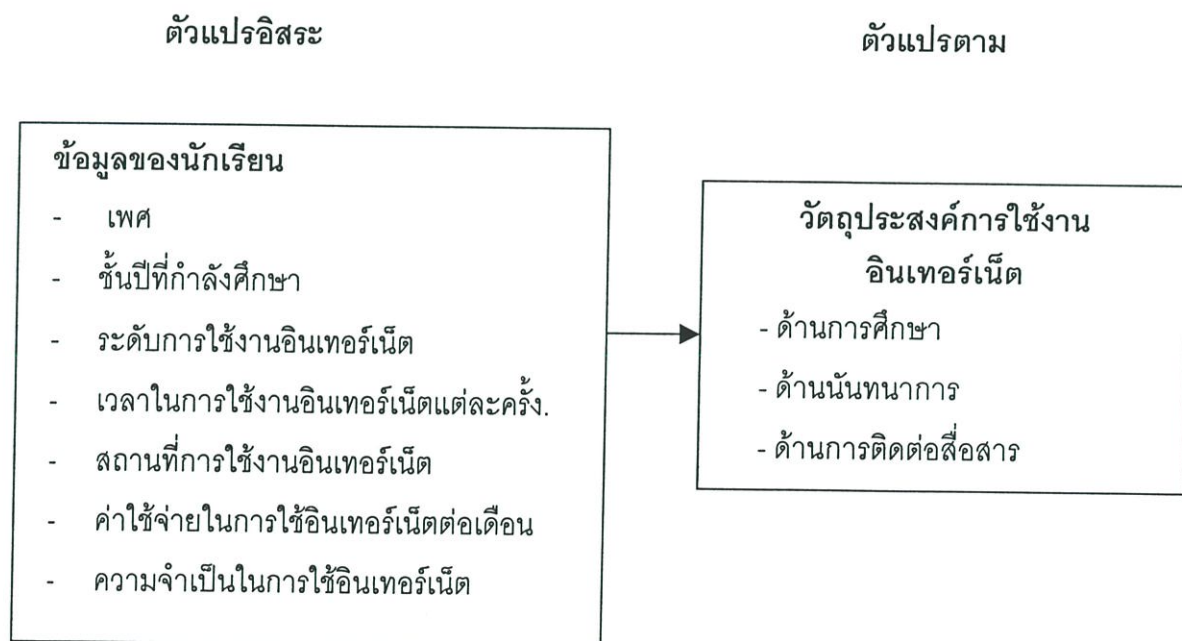 ตัวแปรอิสระ
ตัวแปรตาม
ข้อมูลของนักเรียน
- เพศ
- ชั้นปีที่กำลังศึกษา
- ระดับการใช้งานอินเทอร์เน็ต
- เวลาในการใช้งานอินเทอร์เน็ตแต่ละครั้ง.
- สถานที่การใช้งานอินเทอร์เน็ต
- ค่าใช้จ่ายในการใช้อินเทอร์เน็ตต่อเดือน
- ความจำเป็นในการใช้อินเทอร์เน็ต
วัตถุประสงค์การใช้งาน
อินเทอร์เน็ต
- ด้านการศึกษา
- ด้านนันทนาการ
- ด้านการติดต่อสื่อสาร